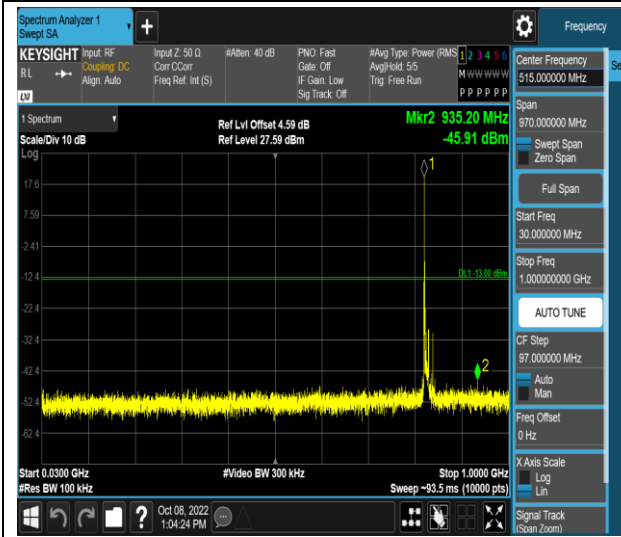 Spectrum Analyzer 1
Swept SA
+
Frequency
KEYSIGHT
RL
LXI
Input: RF
Coupling: DC
Align: Auto
Input Z: 50 Ω
Corr CCorr
Freq Ref: Int (S)
#Atten: 40 dB
PNO: Fast
Gate: Off
IF Gain: Low
Sig Track: Off
#Avg Type: Power (RMS
Avg|Hold: 5/5
Trig: Free Run
1 2 3 4 5 6
M W W W W W
P P P P P P
1 Spectrum
Scale/Div 10 dB
Log
Ref Lvl Offset 4.59 dB
Ref Level 27.59 dBm
Mkr2 935.20 MHz
-45.91 dBm
1
17.6
7.59
-2.41
-12.4
DL1 -13.00 dBm
-22.4
-32.4
-42.4
2
-52.4
-62.4
Start 0.0300 GHz
#Res BW 100 kHz
#Video BW 300 kHz
Stop 1.0000 GHz
Sweep ~93.5 ms (10000 pts)
?
Oct 08, 2022
1:04:24 PM
Center Frequency
515.000000 MHz
Se
Span
970.000000 MHz
Swept Span
Zero Span
Full Span
Start Freq
30.000000 MHz
Stop Freq
1.000000000 GHz
AUTO TUNE
CF Step
97.000000 MHz
Auto
Man
Freq Offset
0 Hz
X Axis Scale
Log
Lin
Signal Track
(Span Zoom)